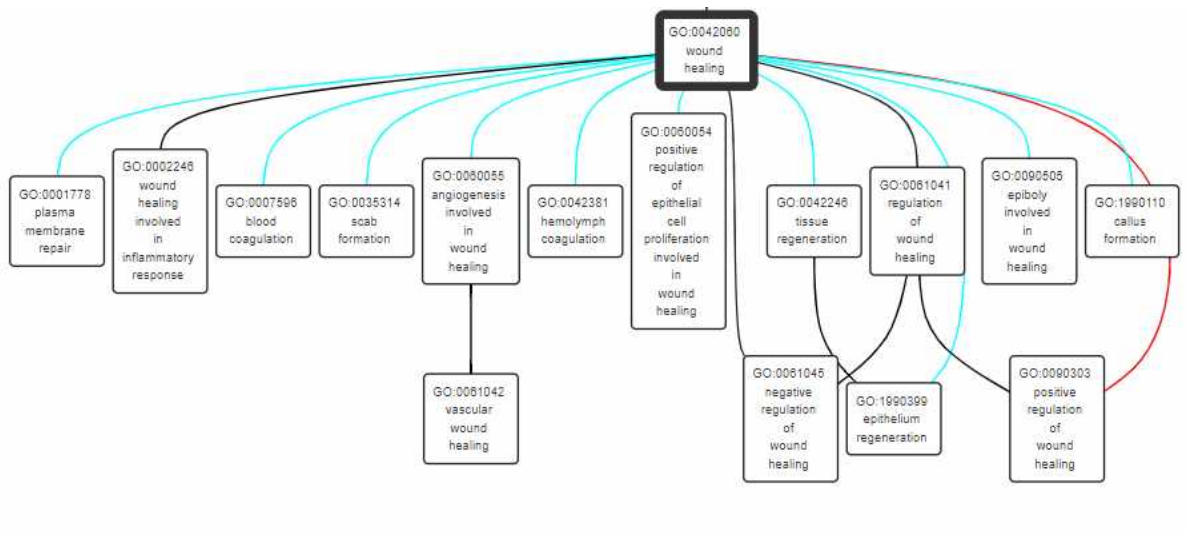 GO:0042060
wound
healing
GO:0001778
plasma
membrane
repair
GO:0002246
wound
healing
involved
in
inflammatory
response
GO:0007596
blood
coagulation
GO:0035314
scab
formation
GO:0060055
angiogenesis
involved
in
wound
healing
GO:0042381
hemolymph
coagulation
GO:0060054
positive
regulation
of
epithelial
cell
proliferation
involved
in
wound
healing
GO:0042246
tissue
regeneration
GO:0061041
regulation
of
wound
healing
GO:0090505
epiboly
involved
in
wound
healing
GO:1990110
callus
formation
GO:0061042
vascular
wound
healing
GO:0061045
negative
regulation
of
wound
healing
GO:1990399
epithelium
regeneration
GO:0090303
positive
regulation
of
wound
healing